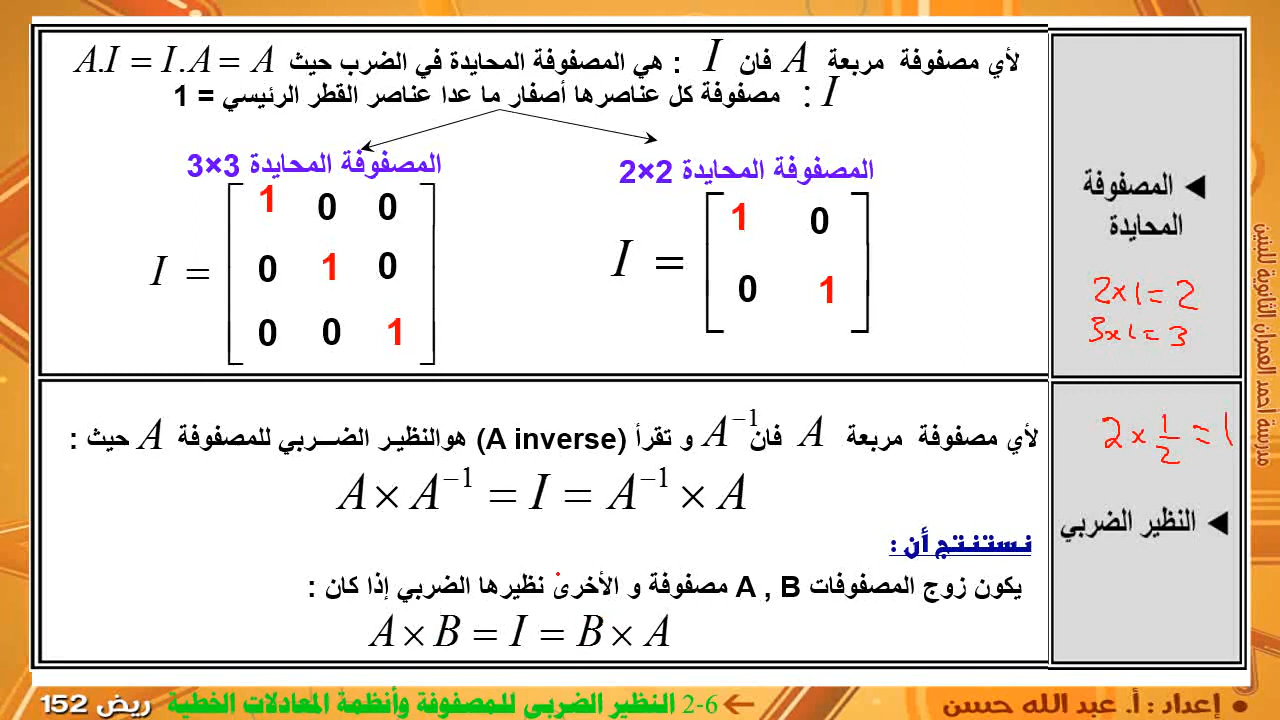 ◄ المصفوفة
المحايدة
2×1=2
3×1=3
لأي مصفوفة مربعة A فان I : هي المصفوفة المحايدة في الضرب حيث A.I = I.A = A
I : مصفوفة كل عناصرها أصفار ما عدا عناصر القطر الرئيسي = 1
المصفوفة المحايدة 2×2
I = [
1 0
0 1
]
المصفوفة المحايدة 3×3
I = [
1 0 0
0 1 0
0 0 1
]
2 × 1/2 = 1
◄ النظير الضربي
لأي مصفوفة مربعة A فان A⁻¹ و تقرأ (A inverse) هوالنظيـر الضـــربي للمصفوفة A حيث :
A × A⁻¹ = I = A⁻¹ × A
نـستنتـج أن :
يكون زوج المصفوفات A , B مصفوفة و الأخرى نظيرها الضربي إذا كان :
A × B = I = B × A
مدرسة أحمد العمران الثانوية للبنين
● إعداد : أ. عبد الله حسن
← 2-6 النظير الضربي للمصفوفة وأنظمة المعادلات الخطية
ريض 152